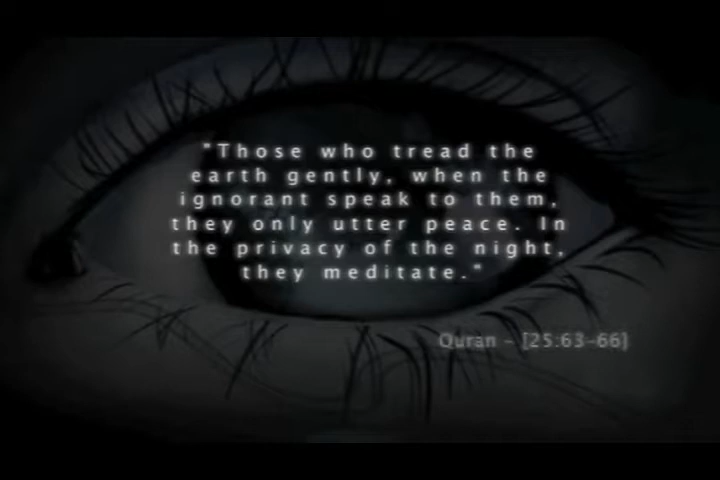 "Those who tread the
earth gently, when the
ignorant speak to them,
they only utter peace. In
the privacy of the night,
they meditate."
Quran - [25:63-66]